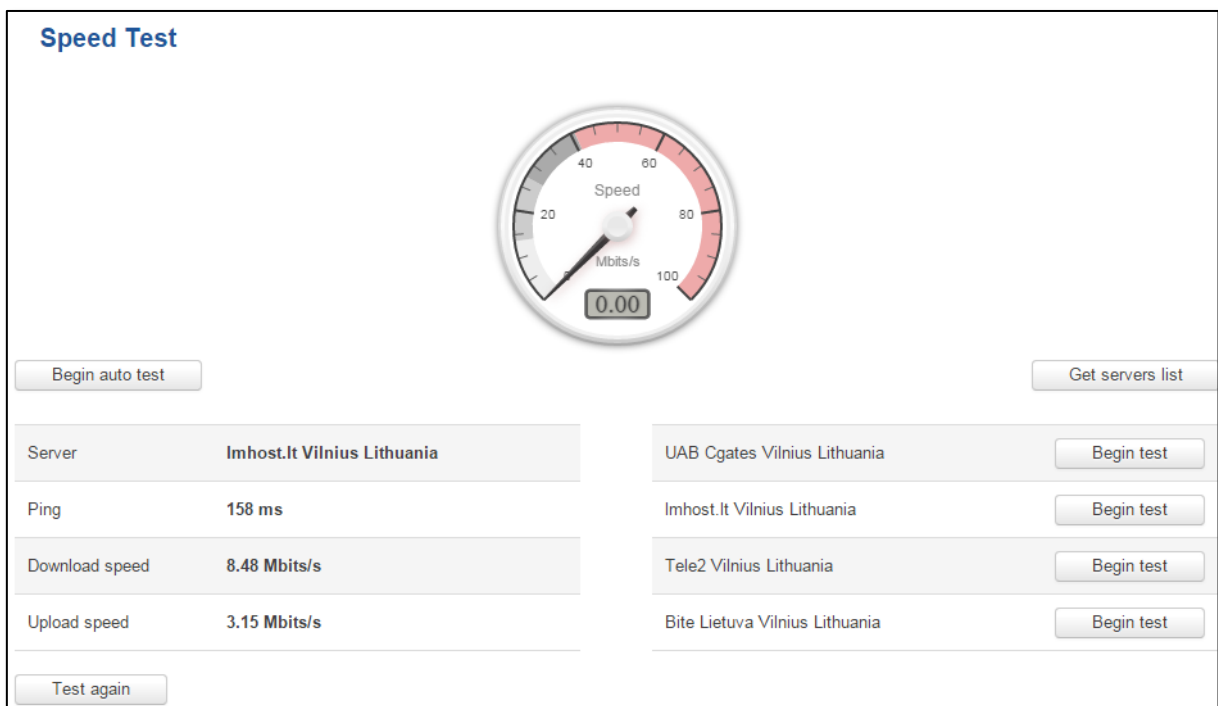 Speed Test
40 60
Speed
20 80
Mbits/s
0 100
0.00
Begin auto test Get servers list
Server Imhost.lt Vilnius Lithuania UAB Cgates Vilnius Lithuania Begin test
Ping 158 ms Imhost.lt Vilnius Lithuania Begin test
Download speed 8.48 Mbits/s Tele2 Vilnius Lithuania Begin test
Upload speed 3.15 Mbits/s Bite Lietuva Vilnius Lithuania Begin test
Test again